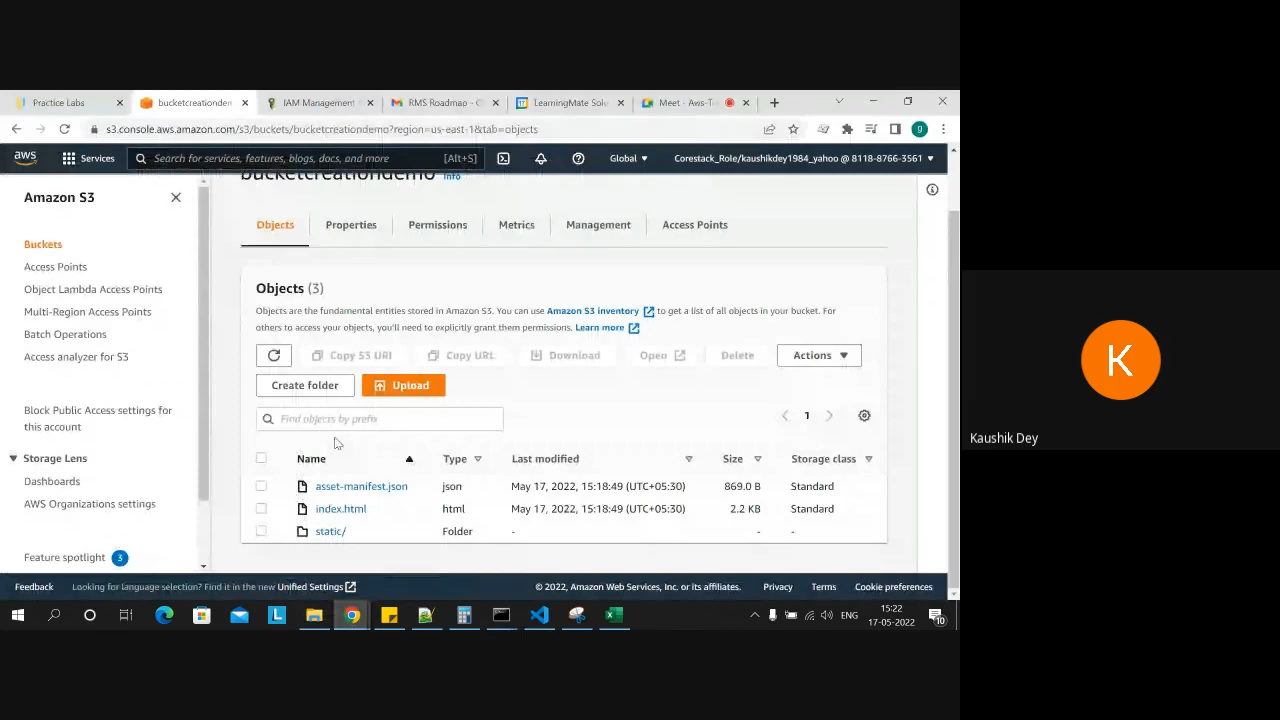 Practice Labs
bucketcreationden
IAM Management
RMS Roadmap - C
LearningMate Solu
Meet - Aws-T
s3.console.aws.amazon.com/s3/buckets/bucketcreationdemo?region=us-east-1&tab=objects
g
aws
Services
Search for services, features, blogs, docs, and more
[Alt+S]
Global
Corestack_Role/kaushikdey1984_yahoo @ 8118-8766-3561
Amazon S3
Buckets
Access Points
Object Lambda Access Points
Multi-Region Access Points
Batch Operations
Access analyzer for S3
Block Public Access settings for
this account
Storage Lens
Dashboards
AWS Organizations settings
Feature spotlight 3
bucketcreationdemo Info
Objects
Properties
Permissions
Metrics
Management
Access Points
Objects (3)
Objects are the fundamental entities stored in Amazon S3. You can use Amazon S3 inventory to get a list of all objects in your bucket. For
others to access your objects, you'll need to explicitly grant them permissions. Learn more
Copy S3 URI
Copy URL
Download
Open
Delete
Actions
Create folder
Upload
Find objects by prefix
1
Name Type Last modified Size Storage class
asset-manifest.json json May 17, 2022, 15:18:49 (UTC+05:30) 869.0 B Standard
index.html html May 17, 2022, 15:18:49 (UTC+05:30) 2.2 KB Standard
static/ Folder - - -
Feedback
Looking for language selection? Find it in the new Unified Settings
© 2022, Amazon Web Services, Inc. or its affiliates.
Privacy
Terms
Cookie preferences
L
ENG
15:22
17-05-2022
10
K
Kaushik Dey